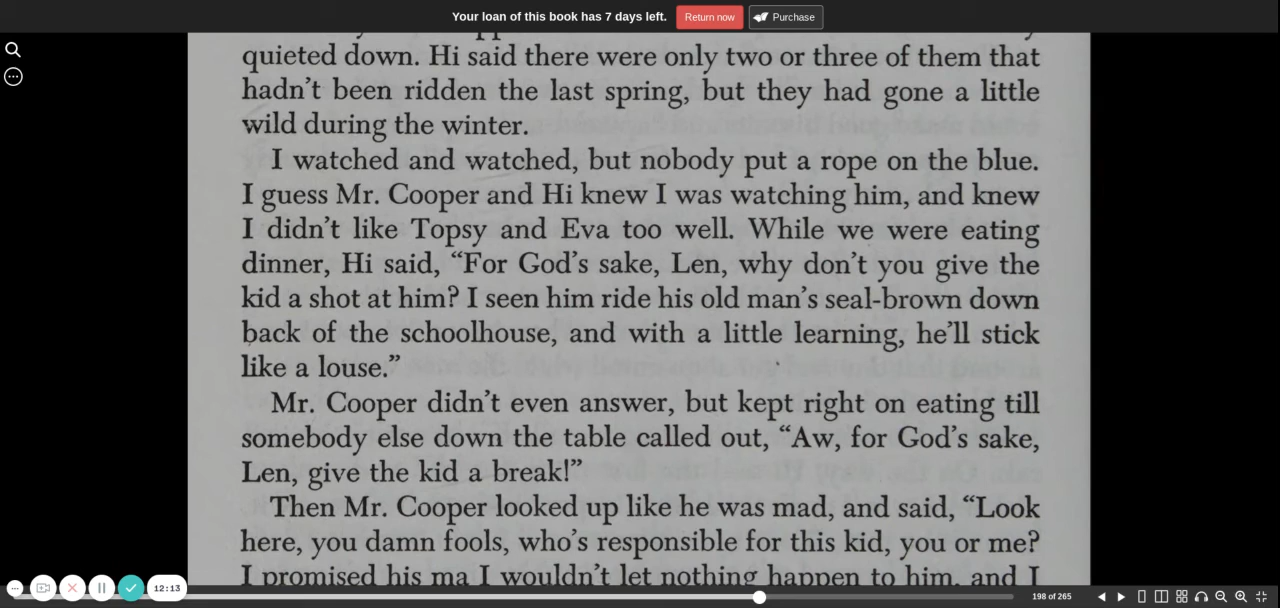 Your loan of this book has 7 days left. Return now Purchase
quieted down. Hi said there were only two or three of them that
hadn't been ridden the last spring, but they had gone a little
wild during the winter.
I watched and watched, but nobody put a rope on the blue.
I guess Mr. Cooper and Hi knew I was watching him, and knew
I didn't like Topsy and Eva too well. While we were eating
dinner, Hi said, “For God's sake, Len, why don't you give the
kid a shot at him? I seen him ride his old man's seal-brown down
back of the schoolhouse, and with a little learning, he'll stick
like a louse.”
Mr. Cooper didn't even answer, but kept right on eating till
somebody else down the table called out, “Aw, for God's sake,
Len, give the kid a break!”
Then Mr. Cooper looked up like he was mad, and said, “Look
here, you damn fools, who's responsible for this kid, you or me?
I promised his ma I wouldn't let nothing happen to him, and I
12:13
198 of 265